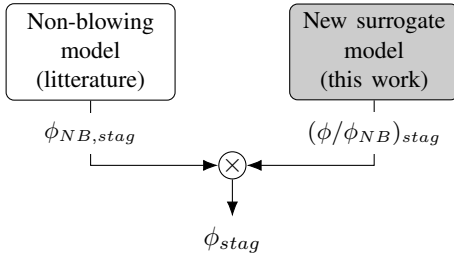 Non-blowing
model
(litterature)
New surrogate
model
(this work)
ϕ_{NB,stag}
(ϕ/ϕ_{NB})_{stag}
×
ϕ_{stag}